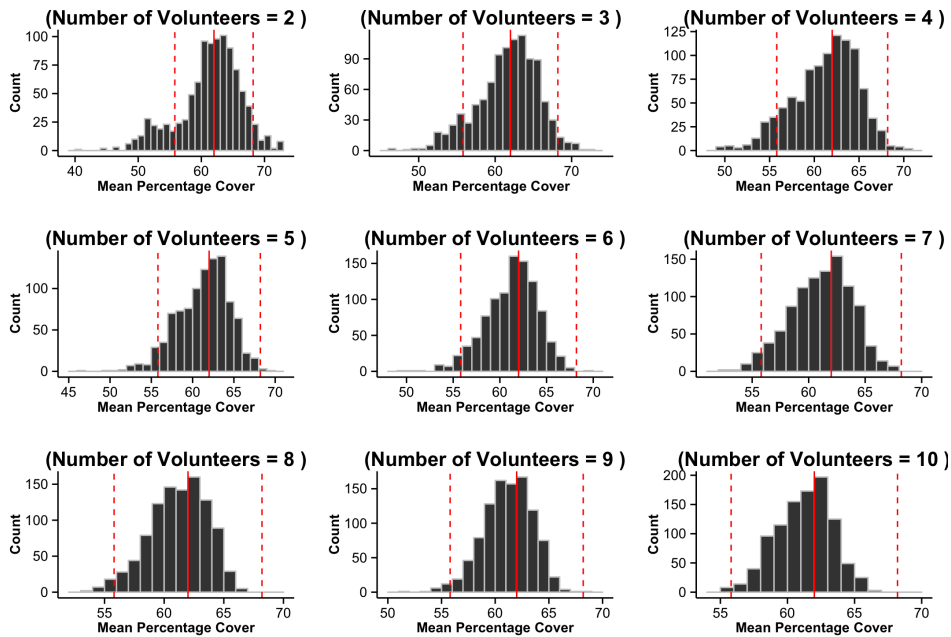 (Number of Volunteers = 2 )
(Number of Volunteers = 3 )
(Number of Volunteers = 4 )
Count
100
75
50
25
0
40 50 60 70
Mean Percentage Cover
Count
90
60
30
0
50 60 70
Mean Percentage Cover
Count
125
100
75
50
25
0
50 55 60 65 70
Mean Percentage Cover
(Number of Volunteers = 5 )
(Number of Volunteers = 6 )
(Number of Volunteers = 7 )
Count
100
50
0
45 50 55 60 65 70
Mean Percentage Cover
Count
150
100
50
0
50 55 60 65 70
Mean Percentage Cover
Count
150
100
50
0
55 60 65 70
Mean Percentage Cover
(Number of Volunteers = 8 )
(Number of Volunteers = 9 )
(Number of Volunteers = 10 )
Count
150
100
50
0
55 60 65 70
Mean Percentage Cover
Count
150
100
50
0
50 55 60 65 70
Mean Percentage Cover
Count
200
150
100
50
0
55 60 65 70
Mean Percentage Cover